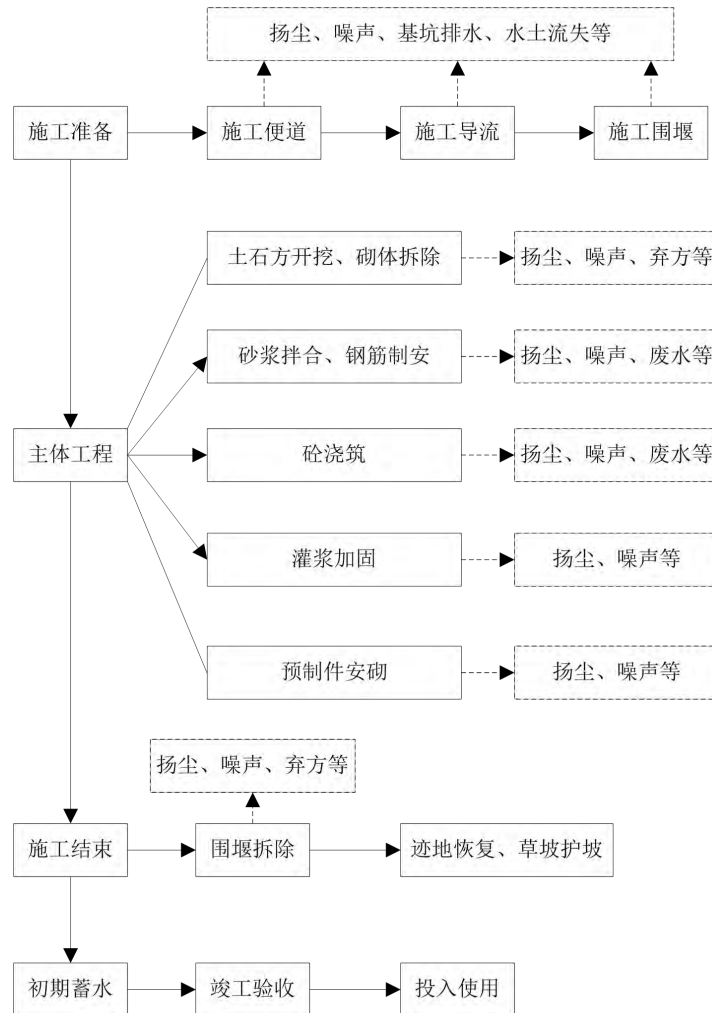 扬尘、噪声、基坑排水、水土流失等
施工准备
施工便道
施工导流
施工围堰
土石方开挖、砌体拆除
扬尘、噪声、弃方等
砂浆拌合、钢筋制安
扬尘、噪声、废水等
主体工程
砼浇筑
扬尘、噪声、废水等
灌浆加固
扬尘、噪声等
预制件安砌
扬尘、噪声等
扬尘、噪声、弃方等
施工结束
围堰拆除
迹地恢复、草坡护坡
初期蓄水
竣工验收
投入使用